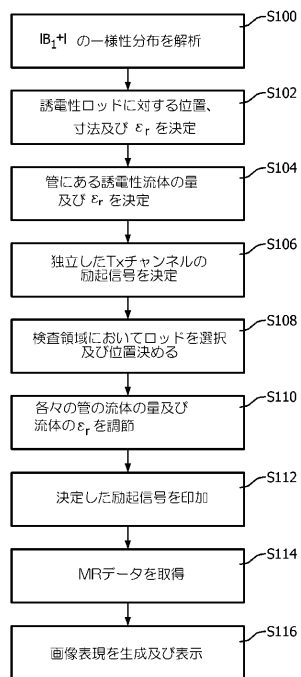 S100
|B1+| の一様性分布を解析
S102
誘電性ロッドに対する位置、
寸法及び εr を決定
S104
管にある誘電性流体の量
及び εr を決定
S106
独立したTxチャンネルの
励起信号を決定
S108
検査領域においてロッドを選択
及び位置決める
S110
各々の管の流体の量及び
流体のεr を調節
S112
決定した励起信号を印加
S114
MRデータを取得
S116
画像表現を生成及び表示